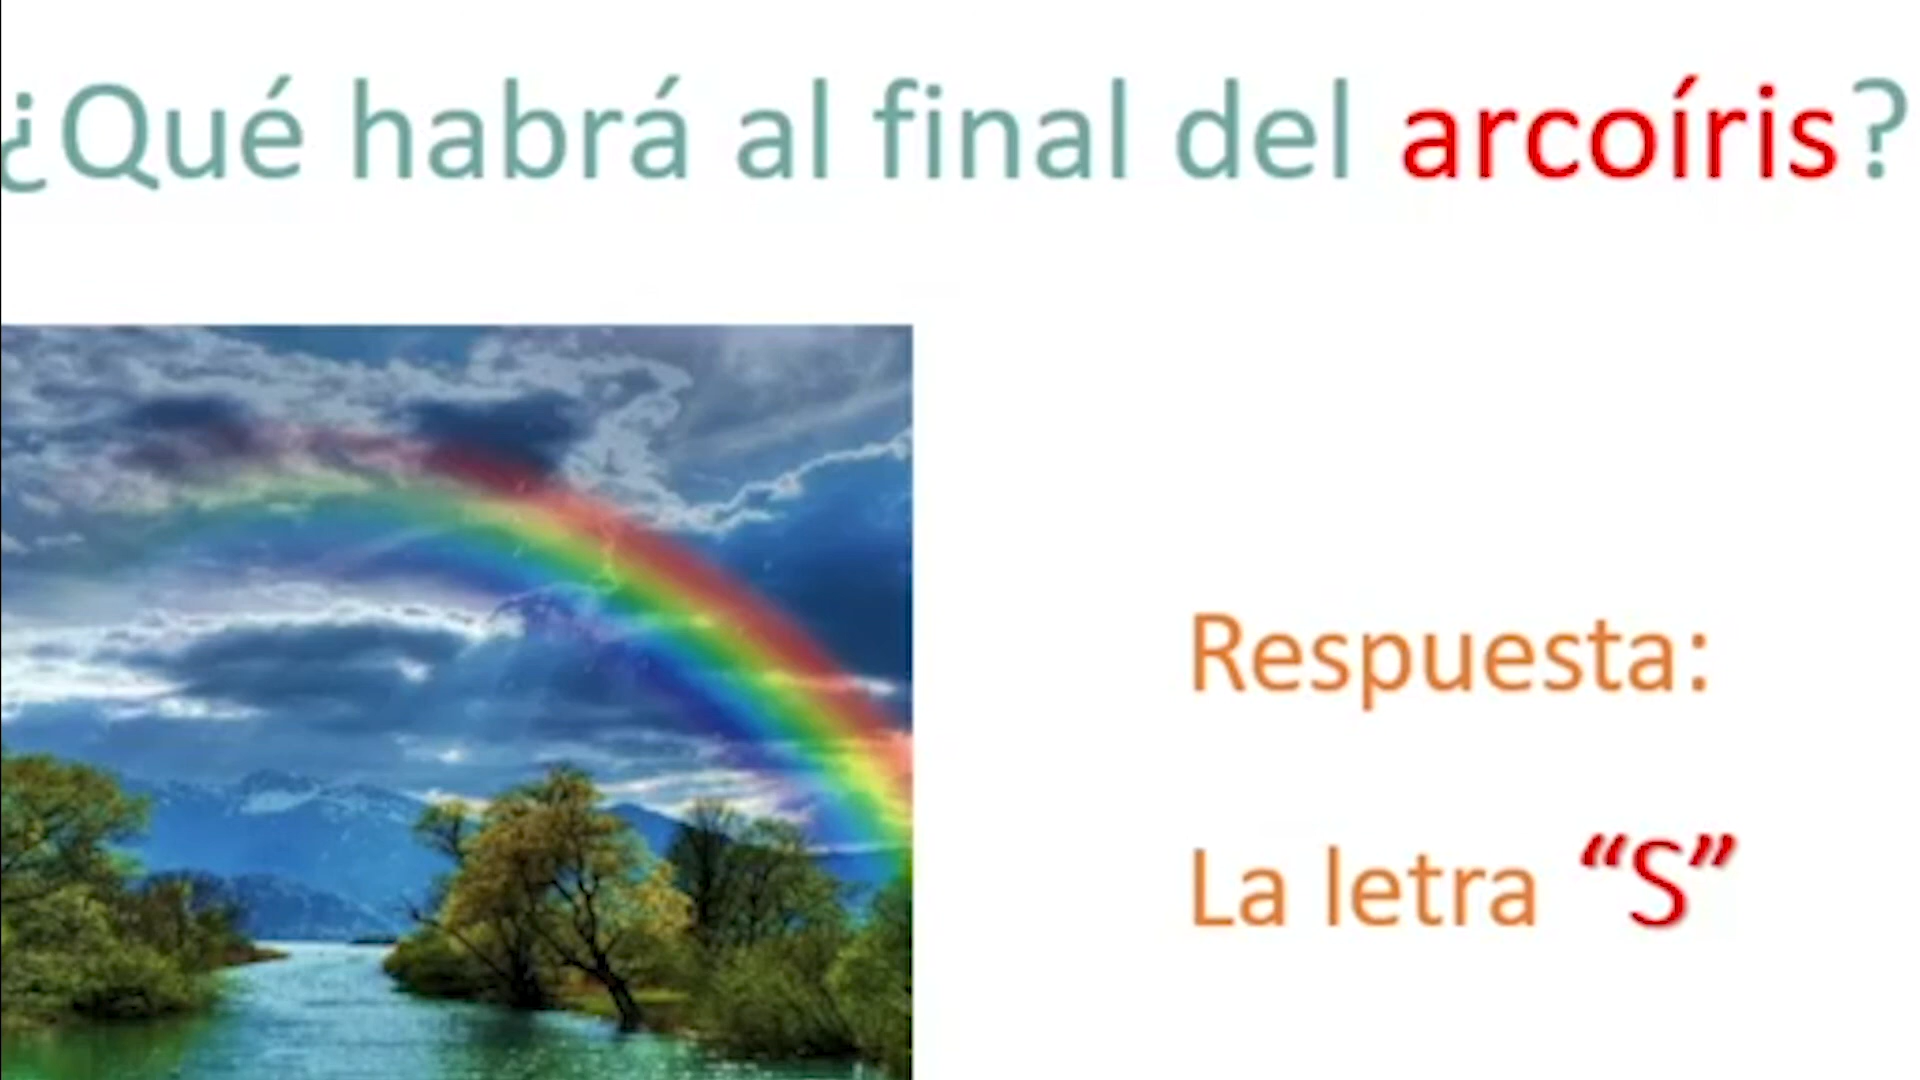 ¿Qué habrá al final del arcoíris?
Respuesta:
La letra “S”